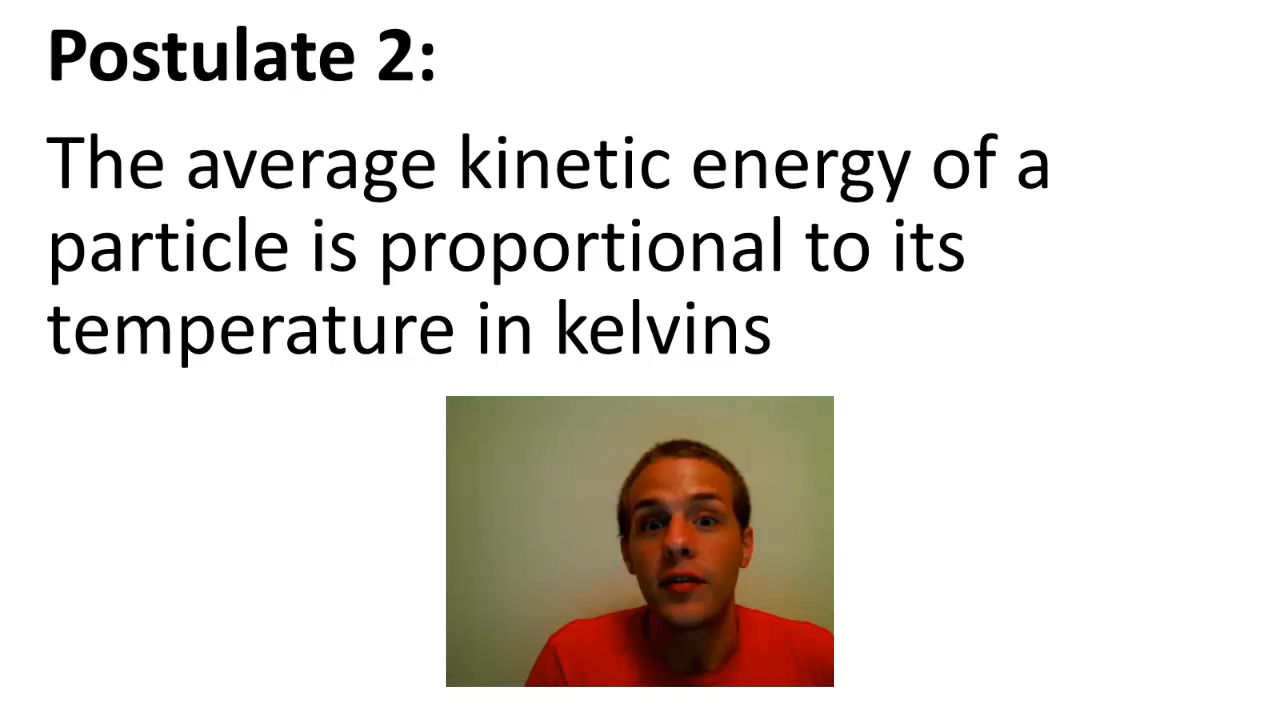 Postulate 2:
The average kinetic energy of a
particle is proportional to its
temperature in kelvins